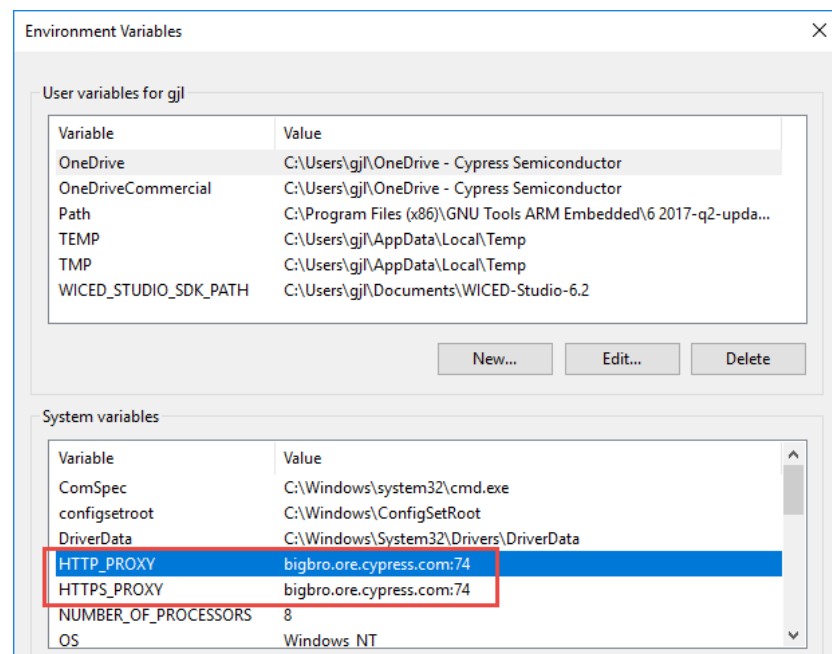 Environment Variables
User variables for gjl
Variable Value
OneDrive C:\Users\gjl\OneDrive - Cypress Semiconductor
OneDriveCommercial C:\Users\gjl\OneDrive - Cypress Semiconductor
Path C:\Program Files (x86)\GNU Tools ARM Embedded\6 2017-q2-upda...
TEMP C:\Users\gjl\AppData\Local\Temp
TMP C:\Users\gjl\AppData\Local\Temp
WICED_STUDIO_SDK_PATH C:\Users\gjl\Documents\WICED-Studio-6.2
New... Edit... Delete
System variables
Variable Value
ComSpec C:\Windows\system32\cmd.exe
configsetroot C:\Windows\ConfigSetRoot
DriverData C:\Windows\System32\Drivers\DriverData
HTTP_PROXY bigbro.ore.cypress.com:74
HTTPS_PROXY bigbro.ore.cypress.com:74
NUMBER_OF_PROCESSORS 8
OS Windows_NT